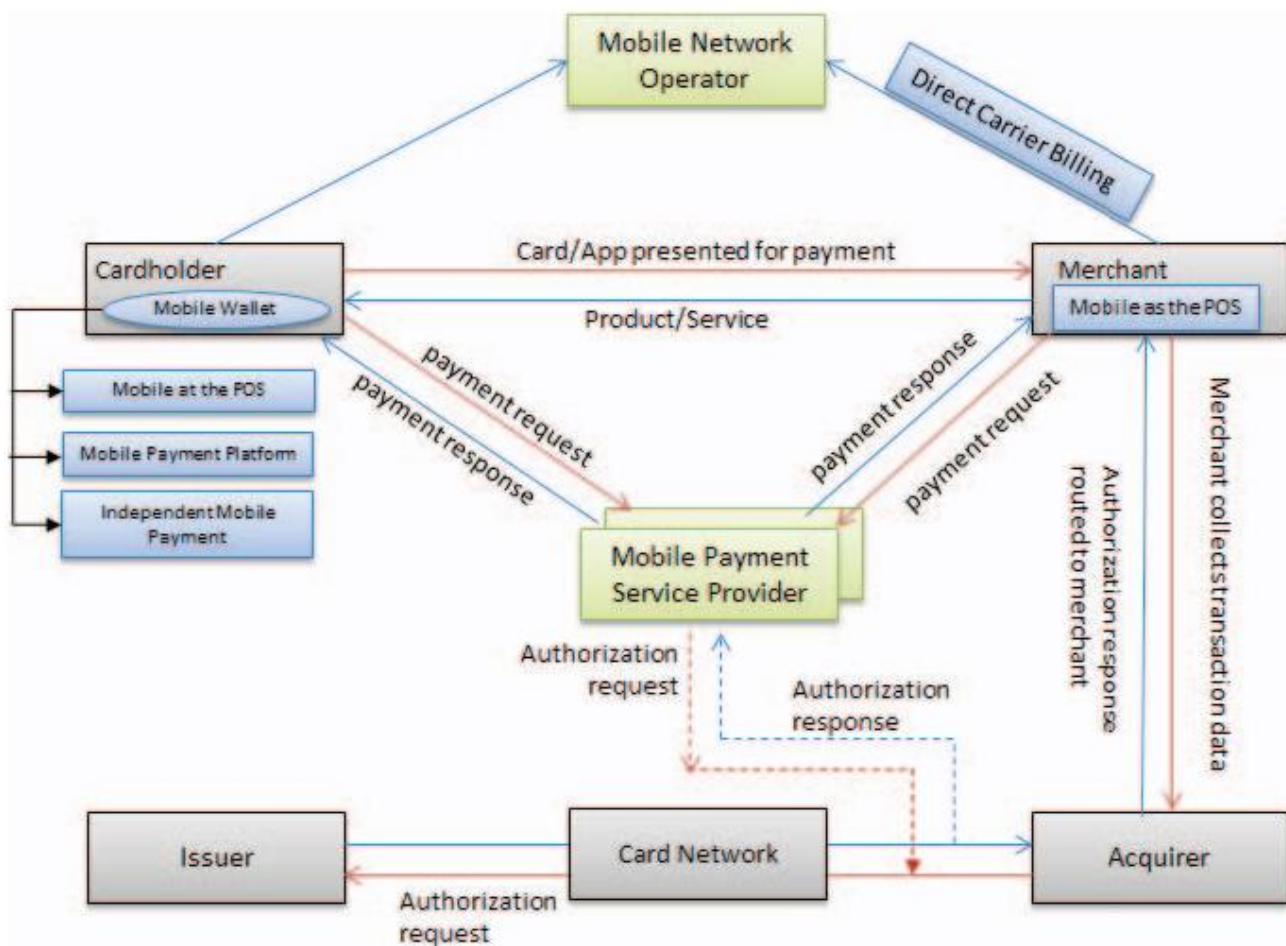 Mobile Network
Operator
Direct Carrier Billing
Cardholder
Mobile Wallet
Card/App presented for payment
Product/Service
Merchant
Mobile as the POS
Mobile at the POS
Mobile Payment Platform
Independent Mobile
Payment
payment request
payment response
payment response
payment request
Mobile Payment
Service Provider
Authorization response
routed to merchant
Merchant collects transaction data
Authorization
request
Authorization
response
Issuer
Card Network
Acquirer
Authorization
request